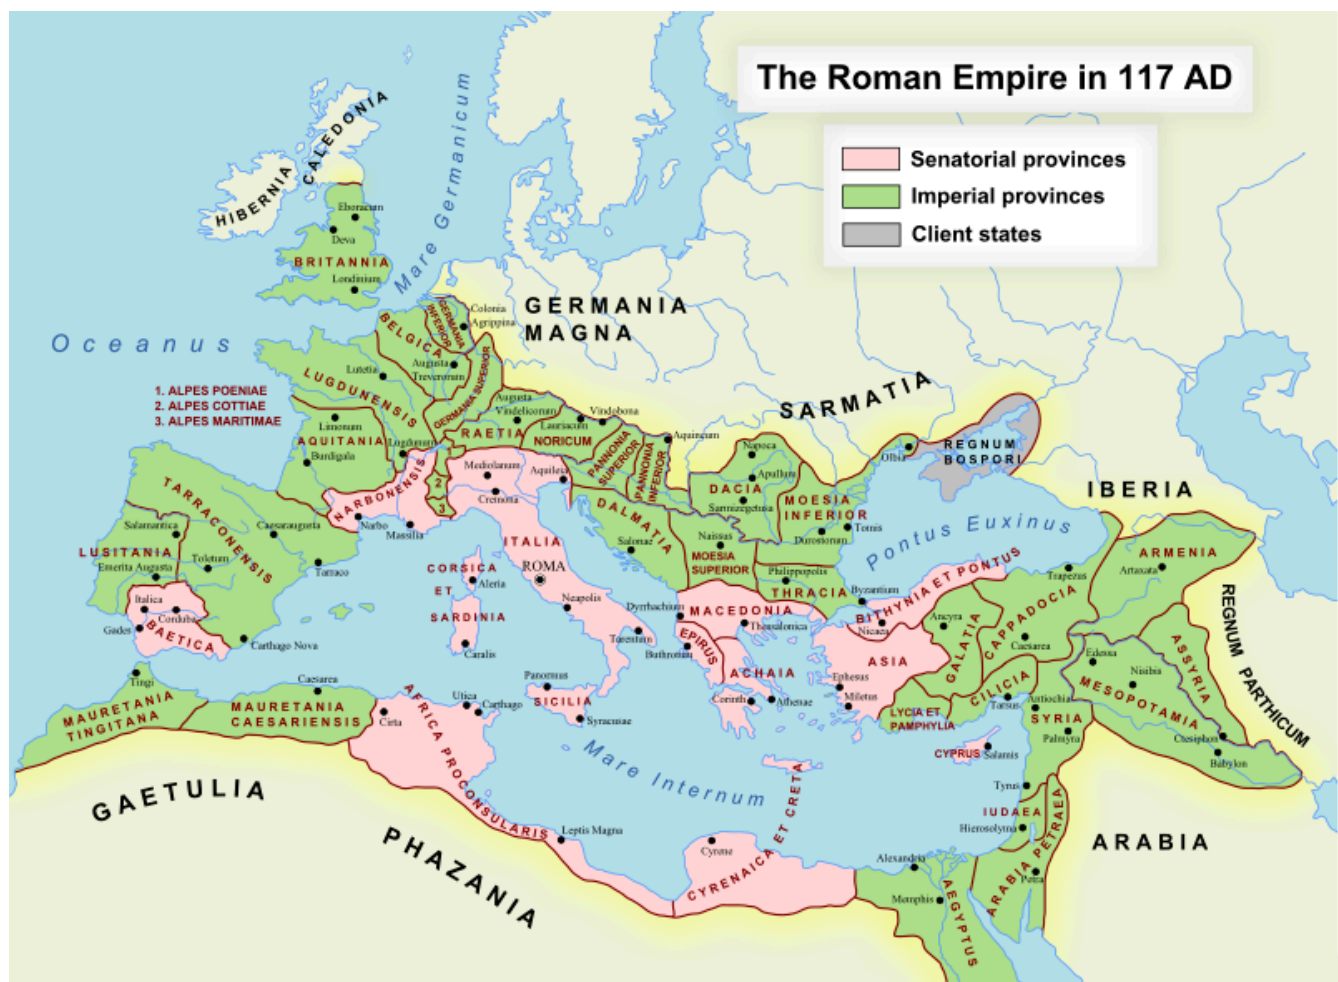 The Roman Empire in 117 AD
Senatorial provinces
Imperial provinces
Client states
CALEDONIA
HIBERNIA
Mare Germanicum
Eboracum
Deva
BRITANNIA
Londinium
Oceanus
GERMANIA
MAGNA
SARMATIA
1. ALPES POENIAE
2. ALPES COTTIAE
3. ALPES MARITIMAE
GERMANIA
INFERIOR
Colonia
Agrippina
BELGICA
Augusta
Treverorum
Lutetia
LUGDUNENSIS
GERMANIA SUPERIOR
Limonum
AQUITANIA
Lugdunum
Burdigala
Augusta
Vindelicorum
RAETIA
Lauriacum
Vindobona
NORICUM
PANNONIA
SUPERIOR
PANNONIA
INFERIOR
Aquincum
NARBONENSIS
Narbo
Massilia
2
3
Mediolanum
Cremona
Aquileia
ITALIA
ROMA
Neapolis
Tarentum
DALMATIA
Salonae
Napoca
Apullum
DACIA
Sarmizegetusa
MOESIA
INFERIOR
Tomis
Durostorum
Naissus
MOESIA
SUPERIOR
Philippopolis
THRACIA
Byzantium
Olbia
REGNUM
BOSPORI
Pontus Euxinus
IBERIA
ARMENIA
Artaxata
Trapezus
TARRACONENSIS
Salamantica
Caesaraugusta
LUSITANIA
Toletum
Emerita Augusta
Tarraco
Italica
Corduba
Gades
BAETICA
Carthago Nova
CORSICA
ET
SARDINIA
Aleria
Caralis
Dyrrhachium
MACEDONIA
Thessalonica
EPIRUS
Buthrotum
ACHAIA
Corinth
Athenae
BITHYNIA ET PONTUS
Nicaea
Ancyra
GALATIA
CAPPADOCIA
Caesarea
ASIA
Ephesus
Miletus
LYCIA ET
PAMPHYLIA
CILICIA
Tarsus
Antiochia
SYRIA
Palmyra
Edessa
Nisibis
MESOPOTAMIA
ASSYRIA
Ctesiphon
Babylon
REGNUM PARTHICUM
CYPRUS
Salamis
Tyrus
IUDAEA
Hierosolyma
ARABIA PETRAEA
Petra
ARABIA
Tingi
MAURETANIA
TINGITANA
Caesarea
MAURETANIA
CAESARIENSIS
Cirta
Utica
Carthago
AFRICA PROCONSULARIS
Panormus
SICILIA
Syracusae
Mare Internum
Leptis Magna
Cyrene
CYRENAICA ET CRETA
Alexandria
Memphis
AEGYPTUS
GAETULIA
PHAZANIA